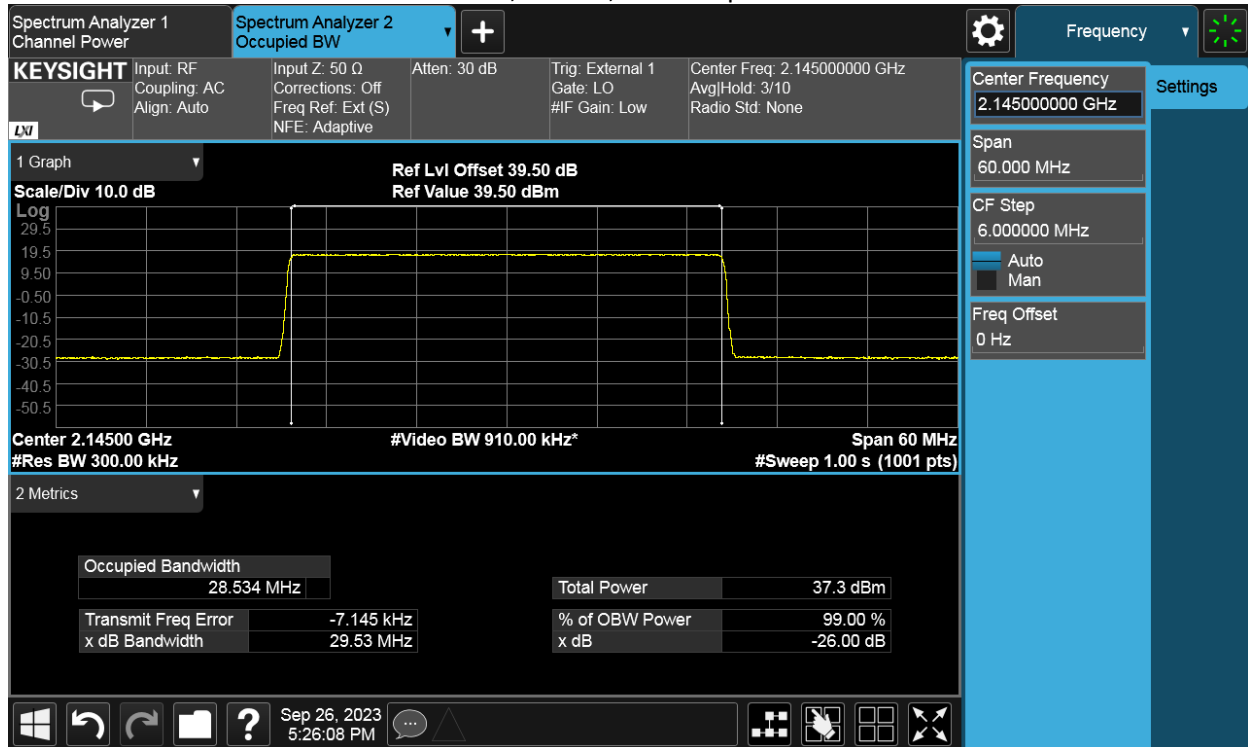 Spectrum Analyzer 1
Channel Power
Spectrum Analyzer 2
Occupied BW
Frequency
KEYSIGHT
LXI
Input: RF
Coupling: AC
Align: Auto
Input Z: 50 Ω
Corrections: Off
Freq Ref: Ext (S)
NFE: Adaptive
Atten: 30 dB
Trig: External 1
Gate: LO
#IF Gain: Low
Center Freq: 2.145000000 GHz
Avg|Hold: 3/10
Radio Std: None
Center Frequency
2.145000000 GHz
Settings
Span
60.000 MHz
CF Step
6.000000 MHz
Auto
Man
Freq Offset
0 Hz
1 Graph
Scale/Div 10.0 dB
Ref Lvl Offset 39.50 dB
Ref Value 39.50 dBm
Log
29.5
19.5
9.50
-0.50
-10.5
-20.5
-30.5
-40.5
-50.5
Center 2.14500 GHz
#Res BW 300.00 kHz
#Video BW 910.00 kHz*
Span 60 MHz
#Sweep 1.00 s (1001 pts)
2 Metrics
Occupied Bandwidth
28.534 MHz
Transmit Freq Error -7.145 kHz
x dB Bandwidth 29.53 MHz
Total Power 37.3 dBm
% of OBW Power 99.00 %
x dB -26.00 dB
?
Sep 26, 2023
5:26:08 PM